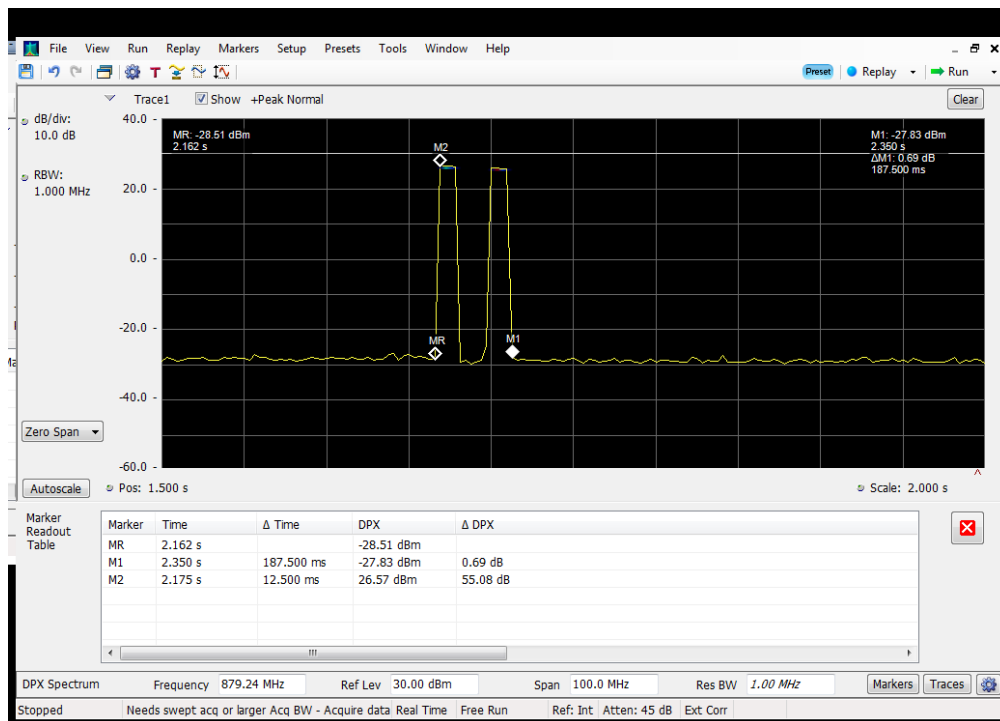 File View Run Replay Markers Setup Presets Tools Window Help
T Preset Replay Run
Trace1 Show +Peak Normal Clear
dB/div:
10.0 dB
RBW:
1.000 MHz
40.0
20.0
0.0
-20.0
-40.0
-60.0
MR: -28.51 dBm
2.162 s
M1: -27.83 dBm
2.350 s
ΔM1: 0.69 dB
187.500 ms
M2
MR
M1
Zero Span
Autoscale Pos: 1.500 s Scale: 2.000 s
Marker
Readout
Table
Marker Time Δ Time DPX Δ DPX
MR 2.162 s -28.51 dBm
M1 2.350 s 187.500 ms -27.83 dBm 0.69 dB
M2 2.175 s 12.500 ms 26.57 dBm 55.08 dB
DPX Spectrum Frequency 879.24 MHz Ref Lev 30.00 dBm Span 100.0 MHz Res BW 1.00 MHz Markers Traces
Stopped Needs swept acq or larger Acq BW - Acquire data Real Time Free Run Ref: Int Atten: 45 dB Ext Corr